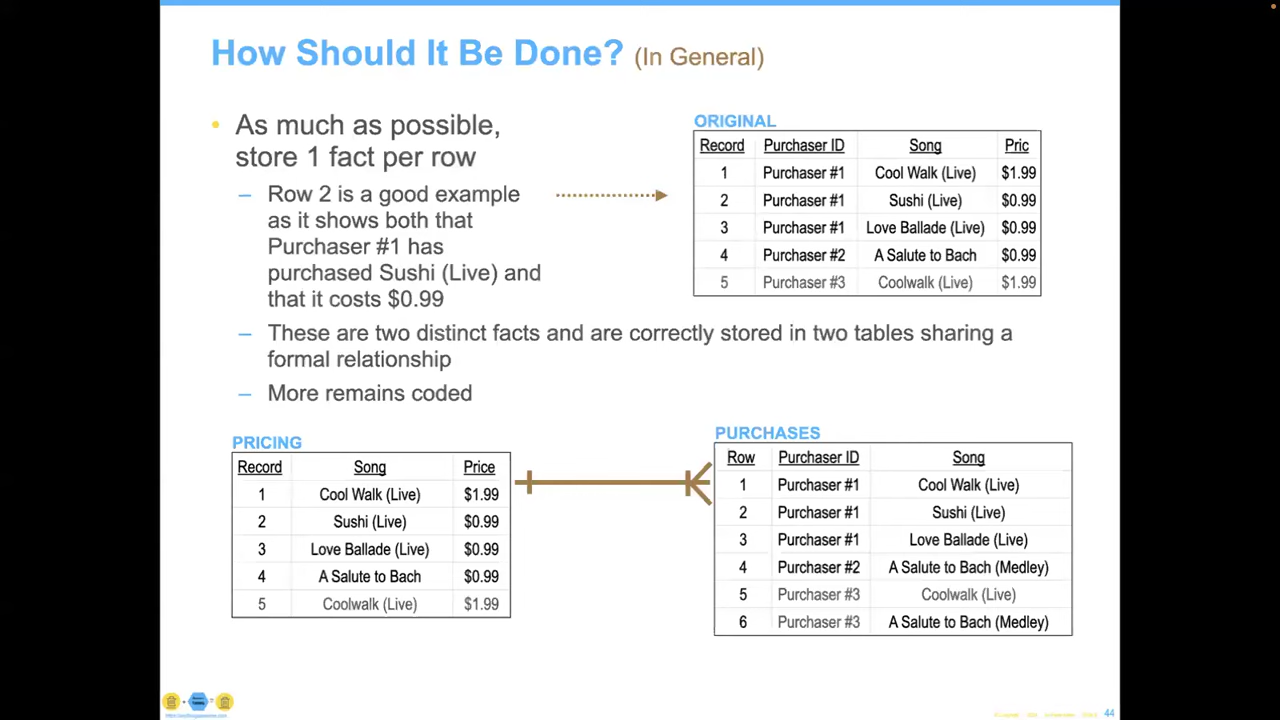 How Should It Be Done? (In General)
• As much as possible,
store 1 fact per row
– Row 2 is a good example
as it shows both that
Purchaser #1 has
purchased Sushi (Live) and
that it costs $0.99
– These are two distinct facts and are correctly stored in two tables sharing a
formal relationship
– More remains coded
ORIGINAL
Record Purchaser ID Song Pric
1 Purchaser #1 Cool Walk (Live) $1.99
2 Purchaser #1 Sushi (Live) $0.99
3 Purchaser #1 Love Ballade (Live) $0.99
4 Purchaser #2 A Salute to Bach $0.99
5 Purchaser #3 Coolwalk (Live) $1.99
PRICING
Record Song Price
1 Cool Walk (Live) $1.99
2 Sushi (Live) $0.99
3 Love Ballade (Live) $0.99
4 A Salute to Bach $0.99
5 Coolwalk (Live) $1.99
PURCHASES
Row Purchaser ID Song
1 Purchaser #1 Cool Walk (Live)
2 Purchaser #1 Sushi (Live)
3 Purchaser #1 Love Ballade (Live)
4 Purchaser #2 A Salute to Bach (Medley)
5 Purchaser #3 Coolwalk (Live)
6 Purchaser #3 A Salute to Bach (Medley)
44